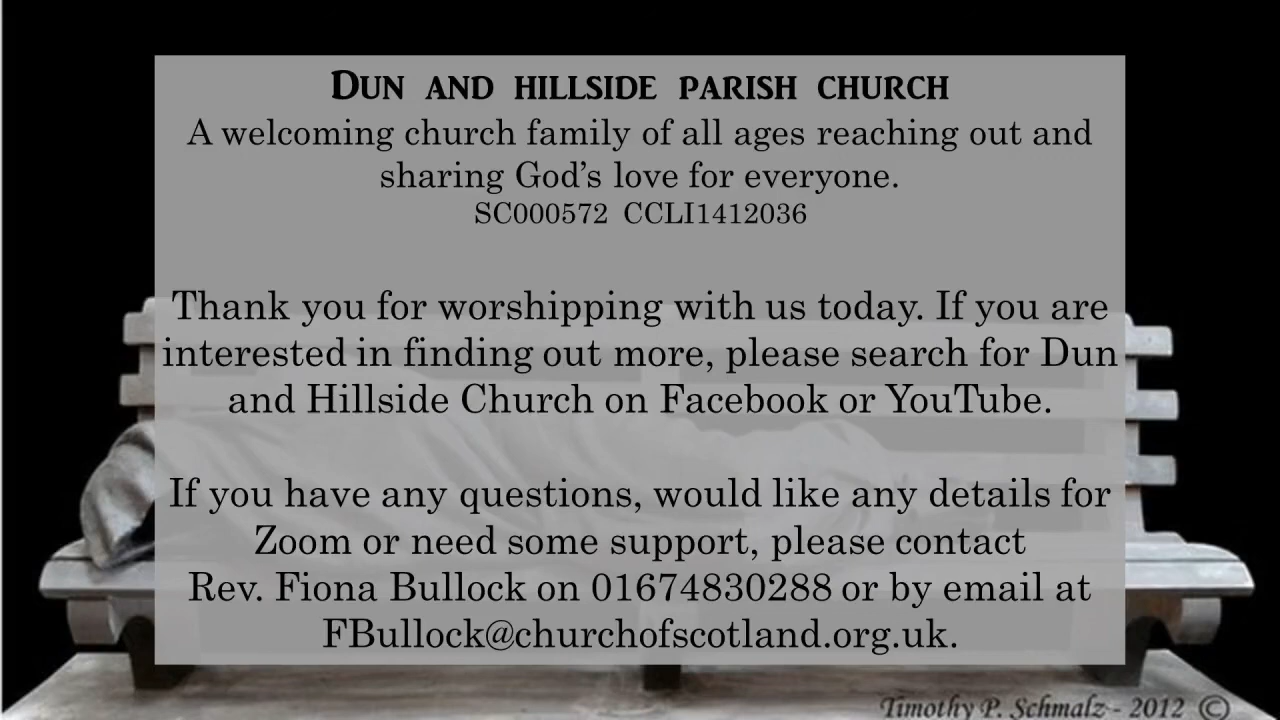 Dun and hillside parish church
A welcoming church family of all ages reaching out and
sharing God's love for everyone.
SC000572 CCLI1412036
Thank you for worshipping with us today. If you are
interested in finding out more, please search for Dun
and Hillside Church on Facebook or YouTube.
If you have any questions, would like any details for
Zoom or need some support, please contact
Rev. Fiona Bullock on 01674830288 or by email at
FBullock@churchofscotland.org.uk.
Timothy P. Schmalz - 2012 ©